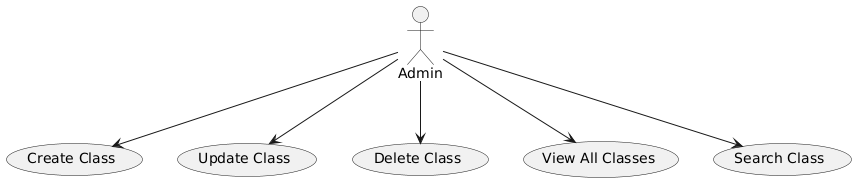 Admin
Create Class
Update Class
Delete Class
View All Classes
Search Class